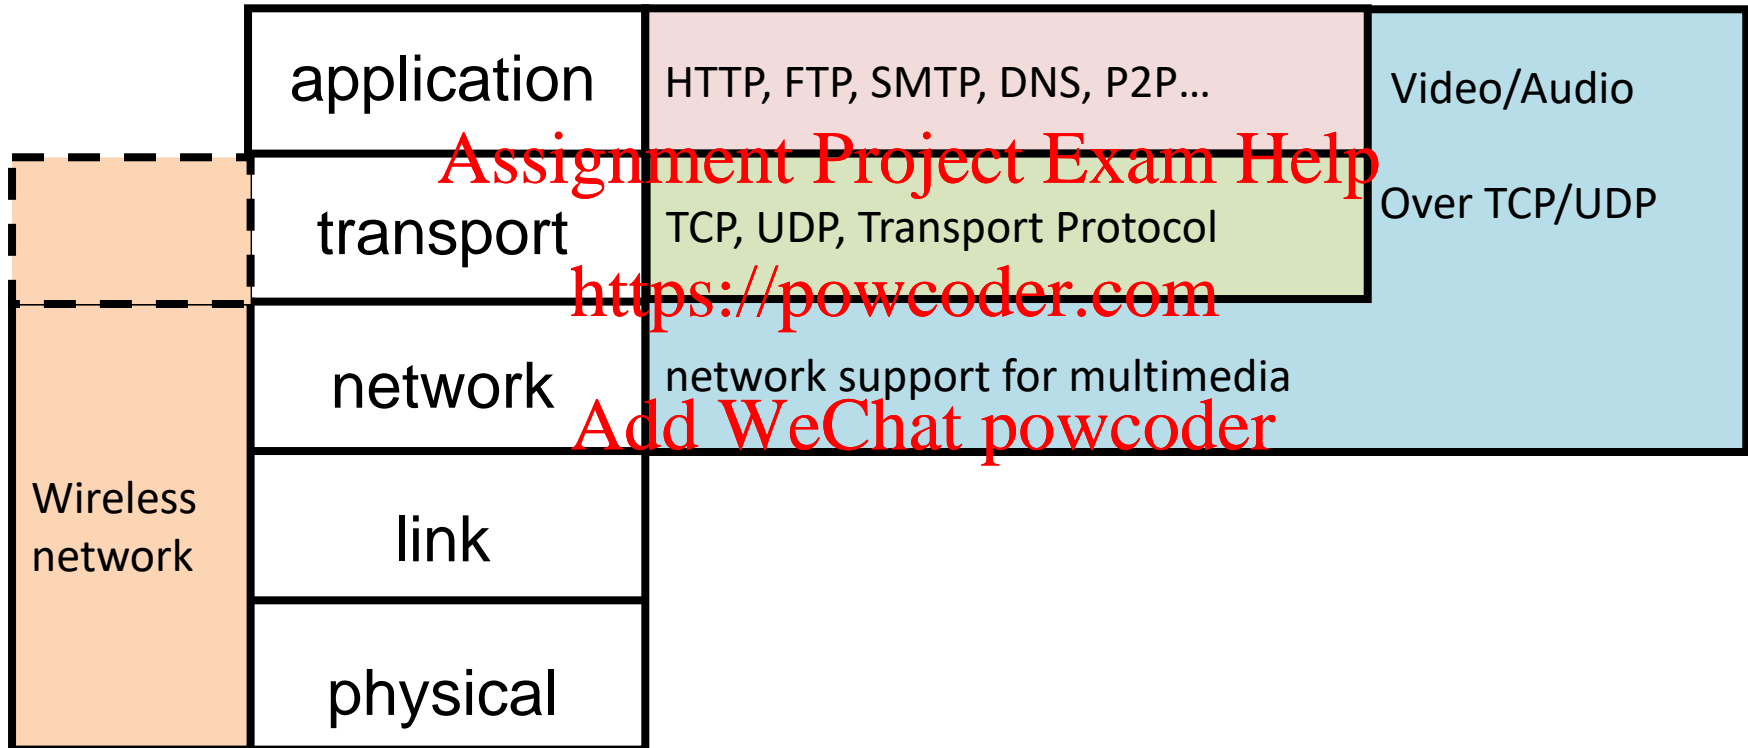 application
HTTP, FTP, SMTP, DNS, P2P...
Video/Audio
Assignment Project Exam Help
Over TCP/UDP
transport
TCP, UDP, Transport Protocol
https://powcoder.com
network
network support for multimedia
Add WeChat powcoder
Wireless
network
link
physical